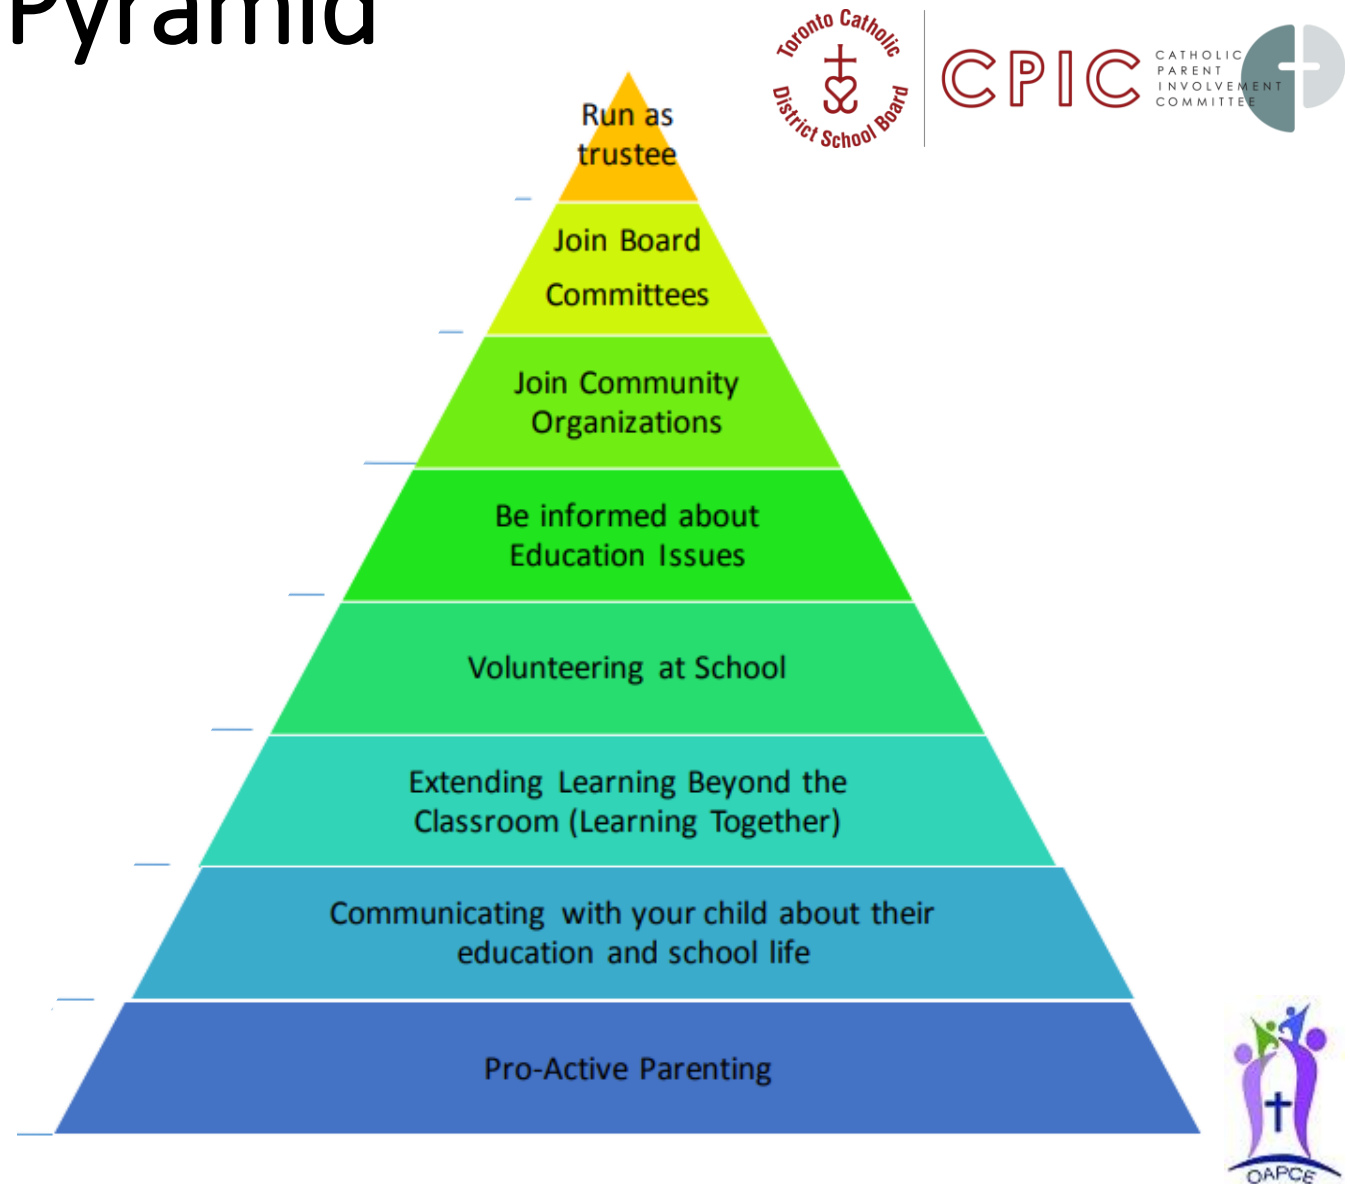 Pyramid
Toronto Catholic
District School Board
CPIC
CATHOLIC
PARENT
INVOLVEMENT
COMMITTEE
Run as
trustee
Join Board
Committees
Join Community
Organizations
Be informed about
Education Issues
Volunteering at School
Extending Learning Beyond the
Classroom (Learning Together)
Communicating with your child about their
education and school life
Pro-Active Parenting
OAPCE